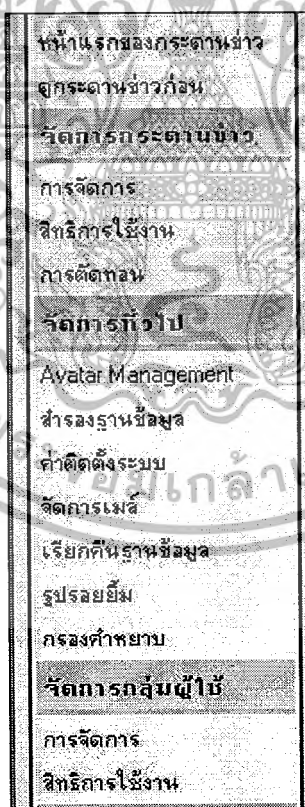 หน้าแรกของกระดานข่าว
ดูกระดานข่าวก่อน
จัดการกระดานข่าว
การจัดการ
สิทธิการใช้งาน
การตัดทอน
จัดการทั่วไป
Avatar Management
สำรองฐานข้อมูล
ค่าติดตั้งระบบ
จัดการเมล์
เรียกคืนฐานข้อมูล
รูปรอยยิ้ม
กรองคำหยาบ
จัดการกลุ่มผู้ใช้
การจัดการ
สิทธิการใช้งาน